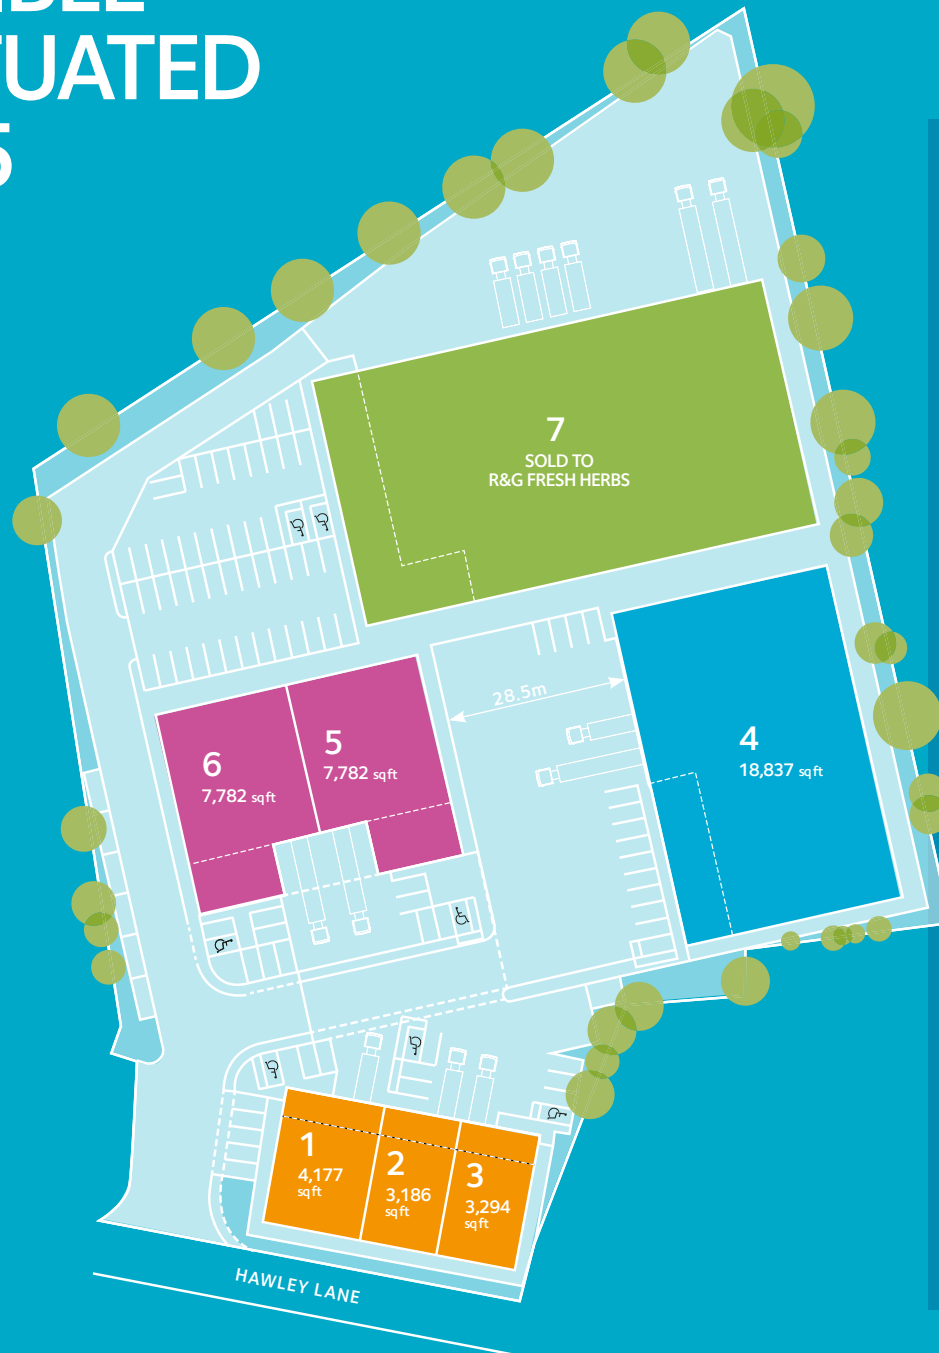 TUATED
5
7
SOLD TO
R&G FRESH HERBS
28.5m
4
18,837 sq ft
5
7,782 sq ft
6
7,782 sq ft
1
4,177
sq ft
2
3,186
sq ft
3
3,294
sq ft
HAWLEY LANE